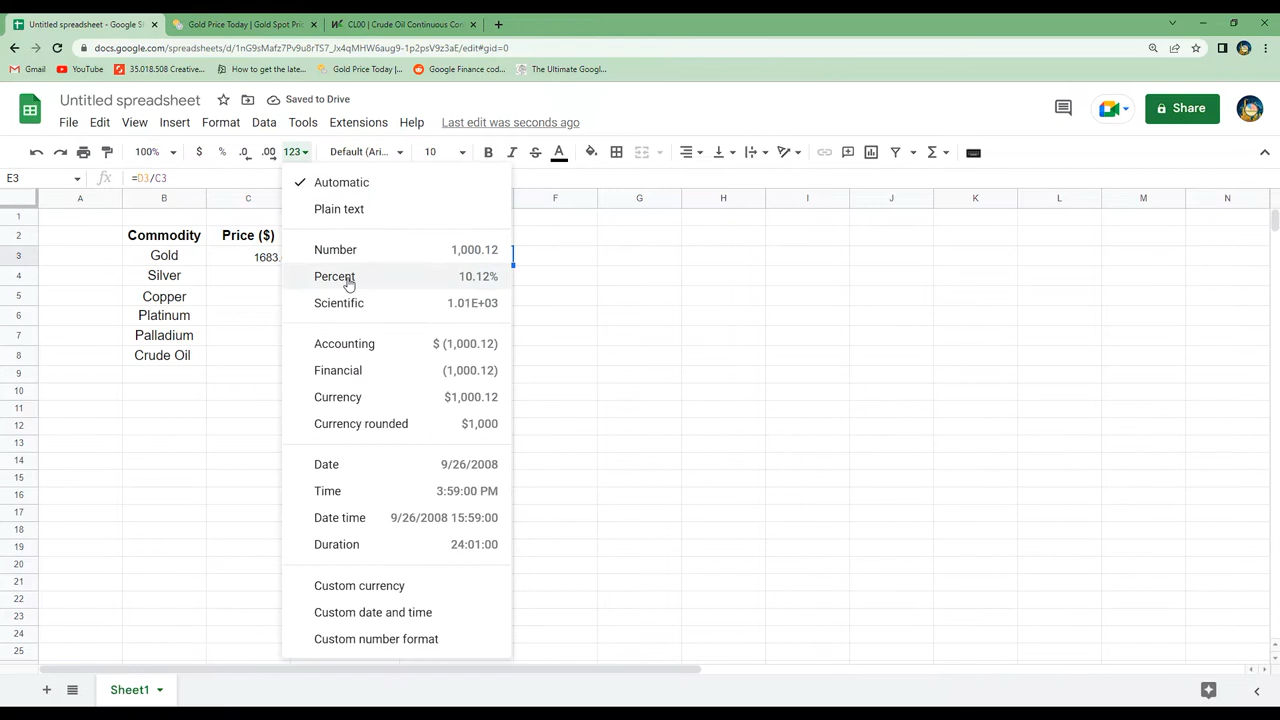 Untitled spreadsheet - Google S
Gold Price Today | Gold Spot Pri
CL00 | Crude Oil Continuous Con
docs.google.com/spreadsheets/d/1nG9sMafz7Pv9u8rTS7_Jx4qMHW6aug9-1p2psV9z3aE/edit#gid=0
Gmail YouTube 35.018.508 Creative... How to get the late... Gold Price Today |... Google Finance cod... The Ultimate Googl...
Untitled spreadsheet Saved to Drive
File Edit View Insert Format Data Tools Extensions Help Last edit was seconds ago
Share
100% $ % .0 .00 123 Default (Ari... 10 B I S A
E3 fx =D3/C3
A B C F G H I J K L M N
1
2 Commodity Price ($)
3 Gold 1683.
4 Silver
5 Copper
6 Platinum
7 Palladium
8 Crude Oil
9
10
11
12
13
14
15
16
17
18
19
20
21
22
23
24
25
Automatic
Plain text
Number 1,000.12
Percent 10.12%
Scientific 1.01E+03
Accounting $ (1,000.12)
Financial (1,000.12)
Currency $1,000.12
Currency rounded $1,000
Date 9/26/2008
Time 3:59:00 PM
Date time 9/26/2008 15:59:00
Duration 24:01:00
Custom currency
Custom date and time
Custom number format
Sheet1